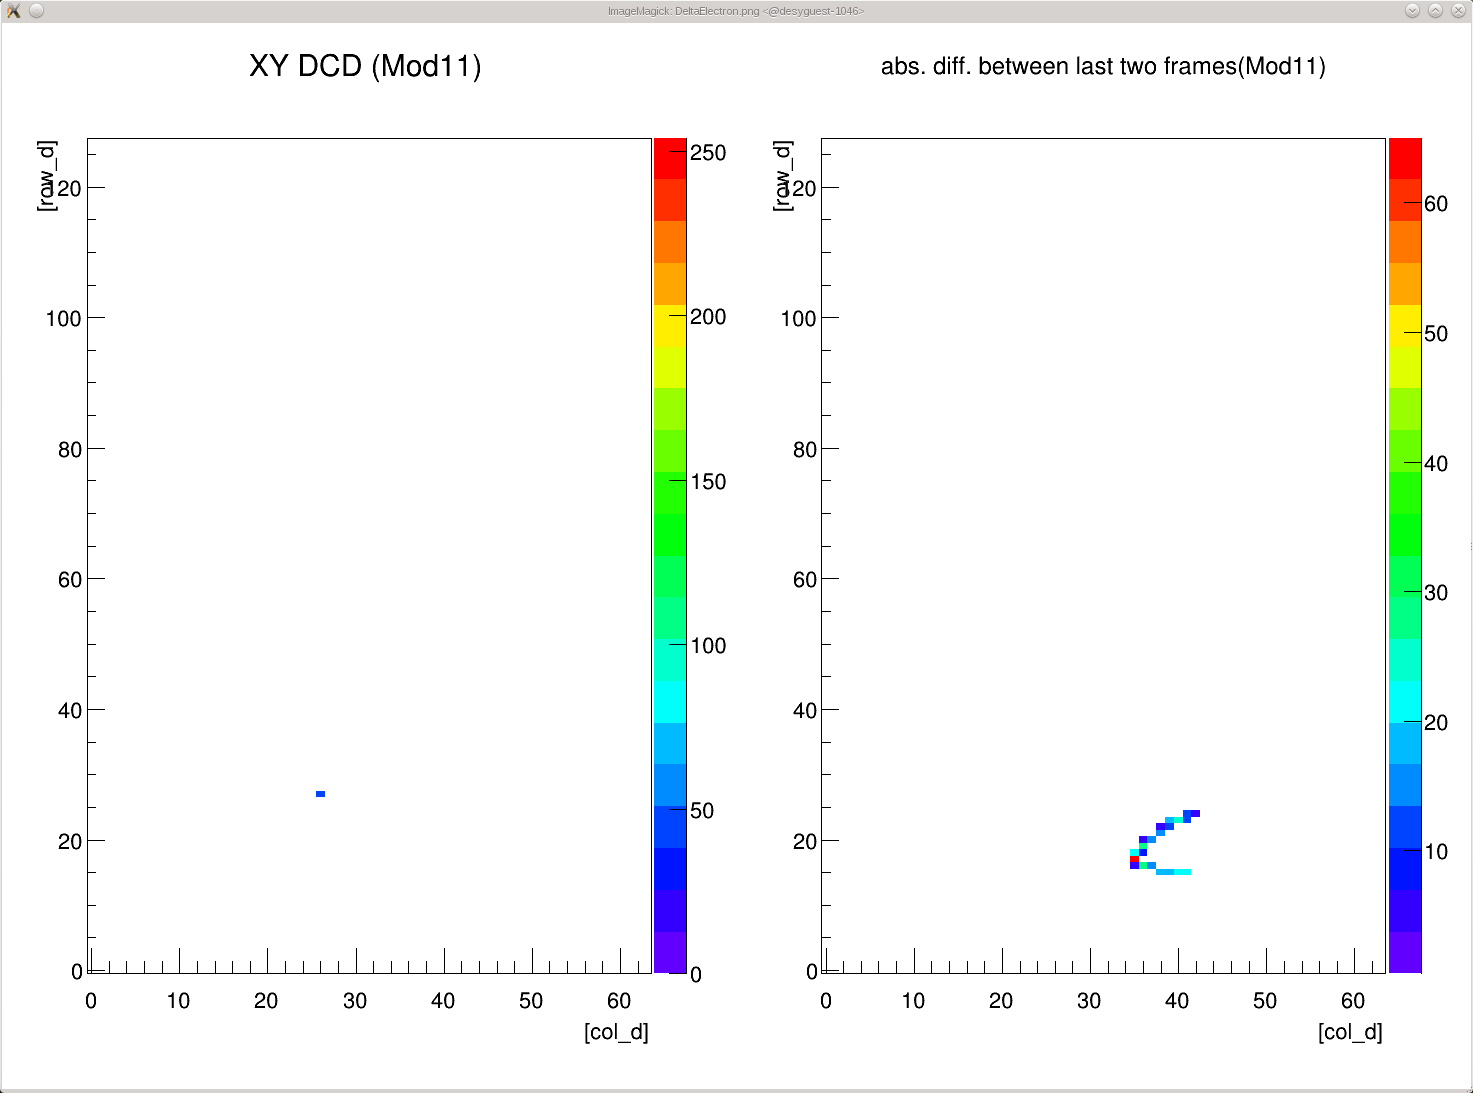 ImageMagick: DeltaElectron.png <@desyguest-1046>
XY DCD (Mod11)
[row_d]
120
100
80
60
40
20
0
0 10 20 30 40 50 60
[col_d]
250
200
150
100
50
0
abs. diff. between last two frames(Mod11)
[row_d]
120
100
80
60
40
20
0
0 10 20 30 40 50 60
[col_d]
60
50
40
30
20
10